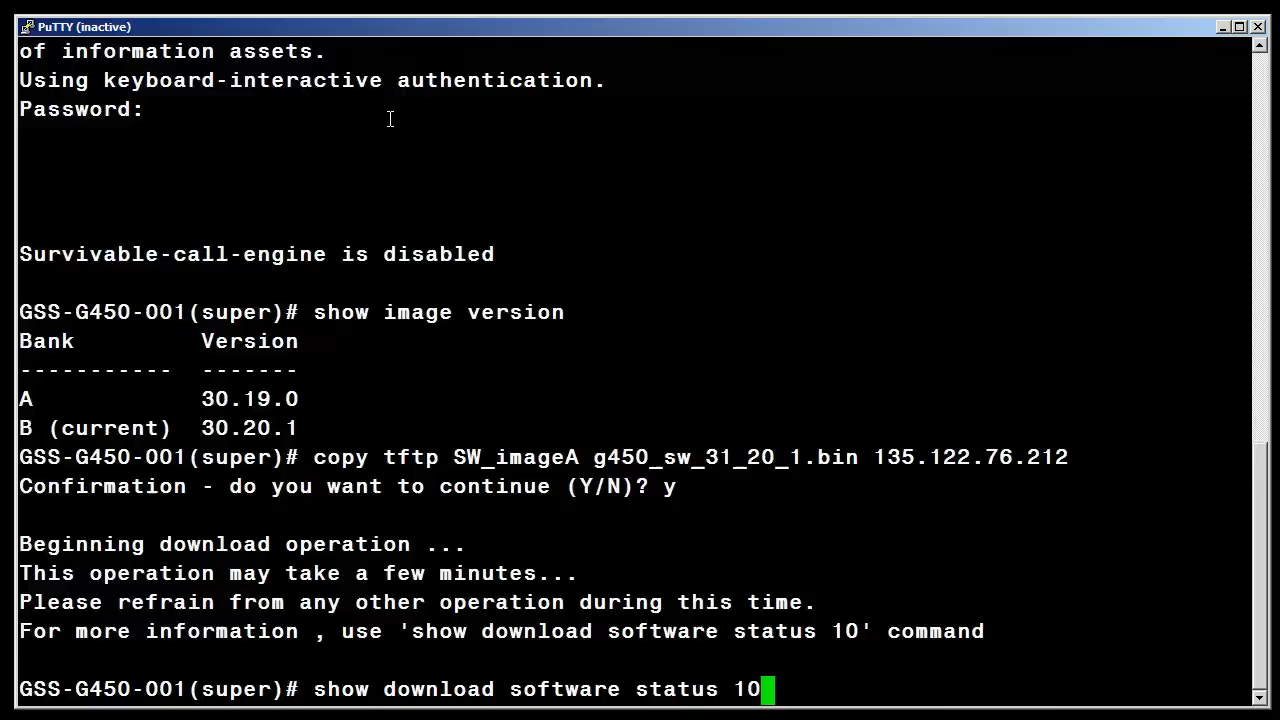 PuTTY (inactive)
of information assets.
Using keyboard-interactive authentication.
Password:
Survivable-call-engine is disabled
GSS-G450-001(super)# show image version
Bank         Version
-----------  -------
A            30.19.0
B (current)  30.20.1
GSS-G450-001(super)# copy tftp SW_imageA g450_sw_31_20_1.bin 135.122.76.212
Confirmation - do you want to continue (Y/N)? y
Beginning download operation ...
This operation may take a few minutes...
Please refrain from any other operation during this time.
For more information , use 'show download software status 10' command
GSS-G450-001(super)# show download software status 10